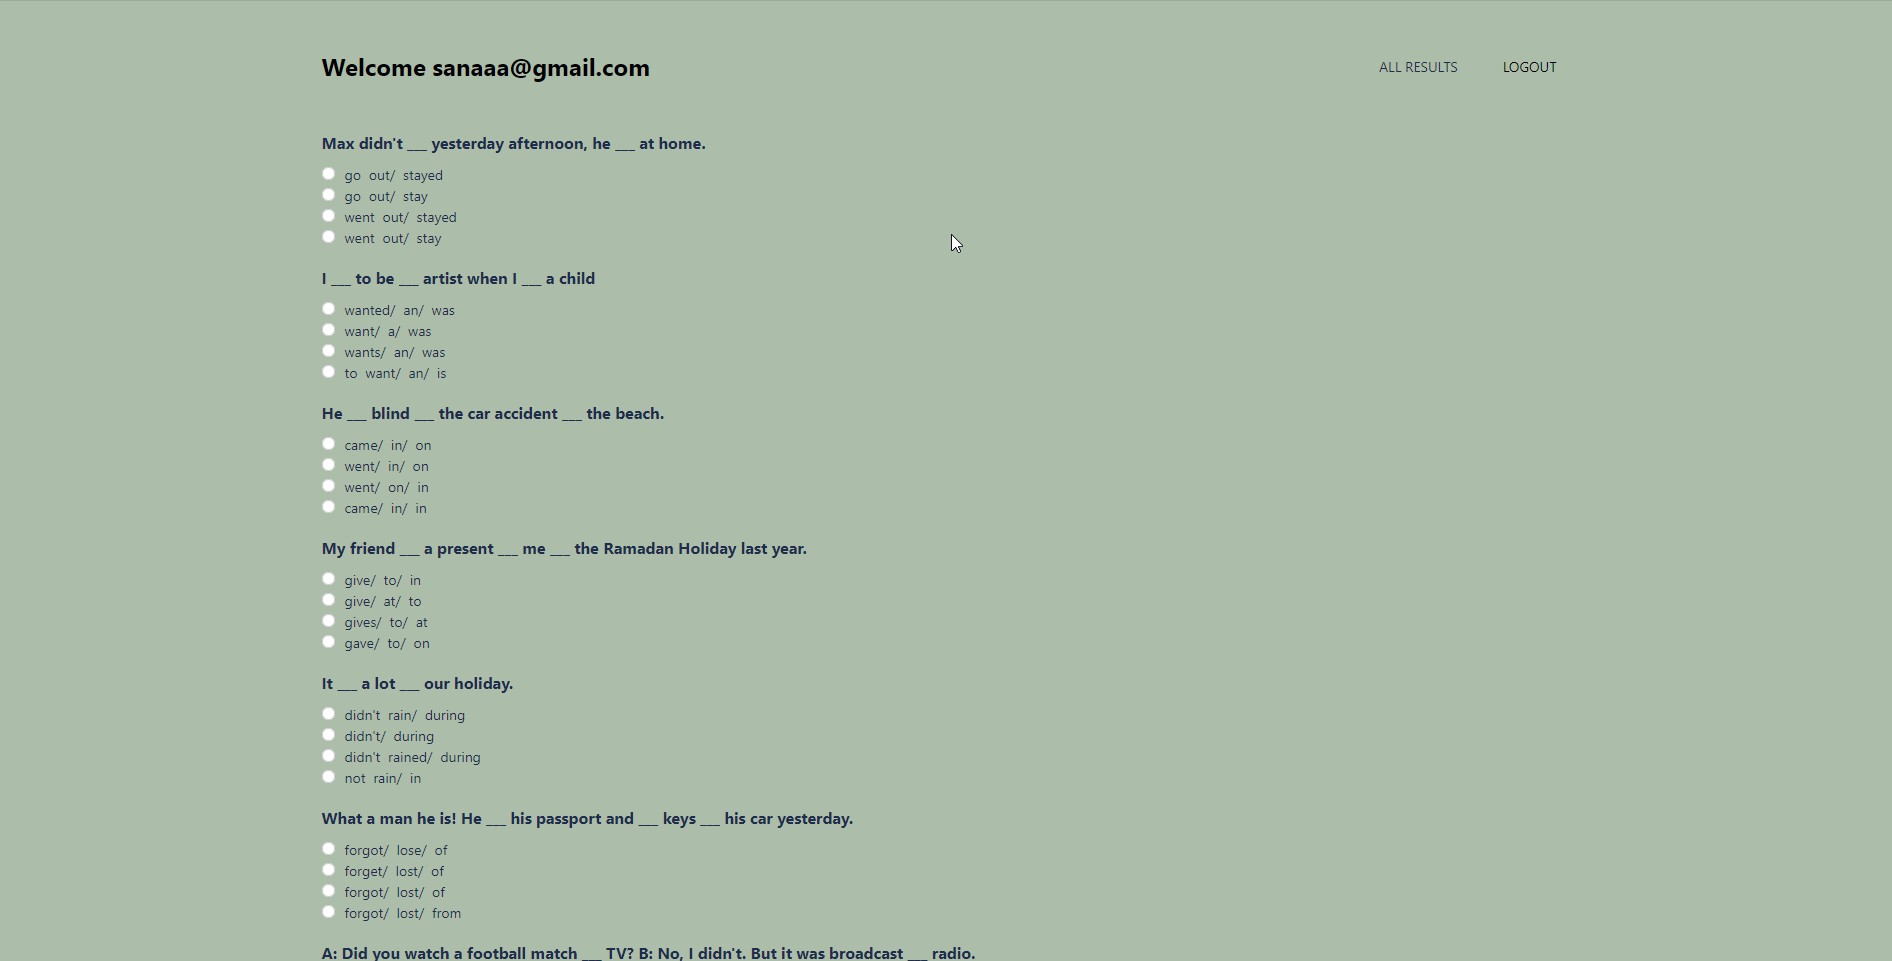 Welcome sanaaa@gmail.com
ALL RESULTS
LOGOUT
Max didn't ___ yesterday afternoon, he ___ at home.
go out/ stayed
go out/ stay
went out/ stayed
went out/ stay
I ___ to be ___ artist when I ___ a child
wanted/ an/ was
want/ a/ was
wants/ an/ was
to want/ an/ is
He ___ blind ___ the car accident ___ the beach.
came/ in/ on
went/ in/ on
went/ on/ in
came/ in/ in
My friend ___ a present ___ me ___ the Ramadan Holiday last year.
give/ to/ in
give/ at/ to
gives/ to/ at
gave/ to/ on
It ___ a lot ___ our holiday.
didn't rain/ during
didn't/ during
didn't rained/ during
not rain/ in
What a man he is! He ___ his passport and ___ keys ___ his car yesterday.
forgot/ lose/ of
forget/ lost/ of
forgot/ lost/ of
forgot/ lost/ from
A: Did you watch a football match ___ TV? B: No, I didn't. But it was broadcast ___ radio.